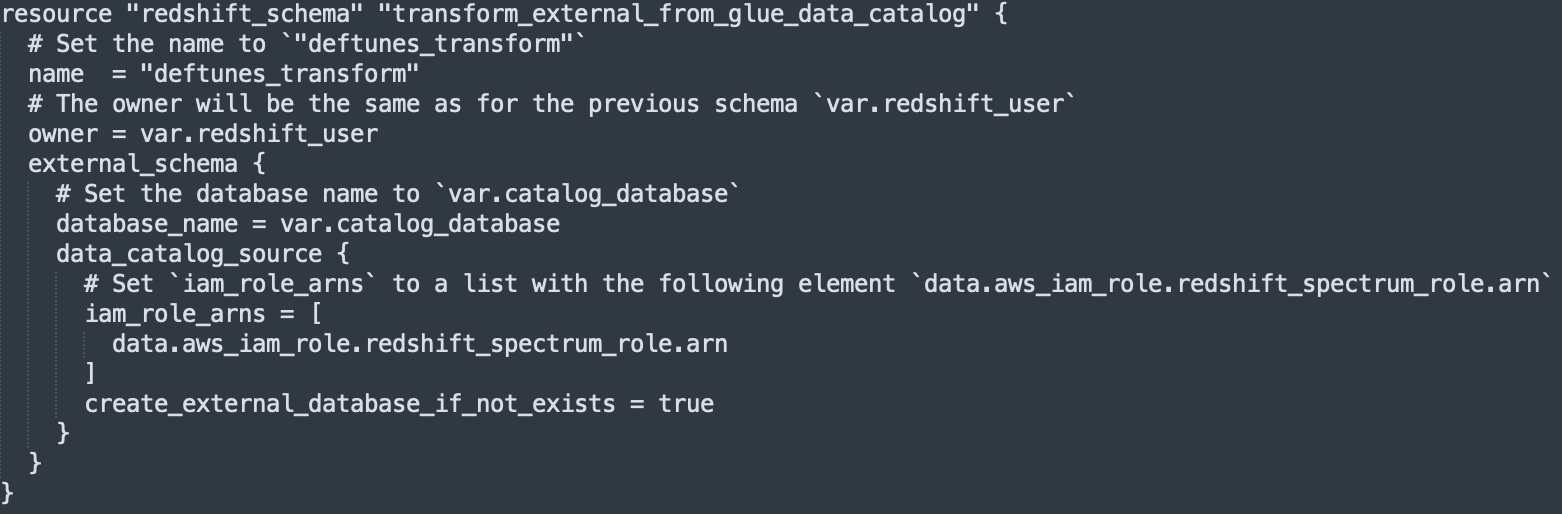 resource "redshift_schema" "transform_external_from_glue_data_catalog" {
  # Set the name to `"deftunes_transform"`
  name  = "deftunes_transform"
  # The owner will be the same as for the previous schema `var.redshift_user`
  owner = var.redshift_user
  external_schema {
    # Set the database name to `var.catalog_database`
    database_name = var.catalog_database
    data_catalog_source {
      # Set `iam_role_arns` to a list with the following element `data.aws_iam_role.redshift_spectrum_role.arn`
      iam_role_arns = [
        data.aws_iam_role.redshift_spectrum_role.arn
      ]
      create_external_database_if_not_exists = true
    }
  }
}